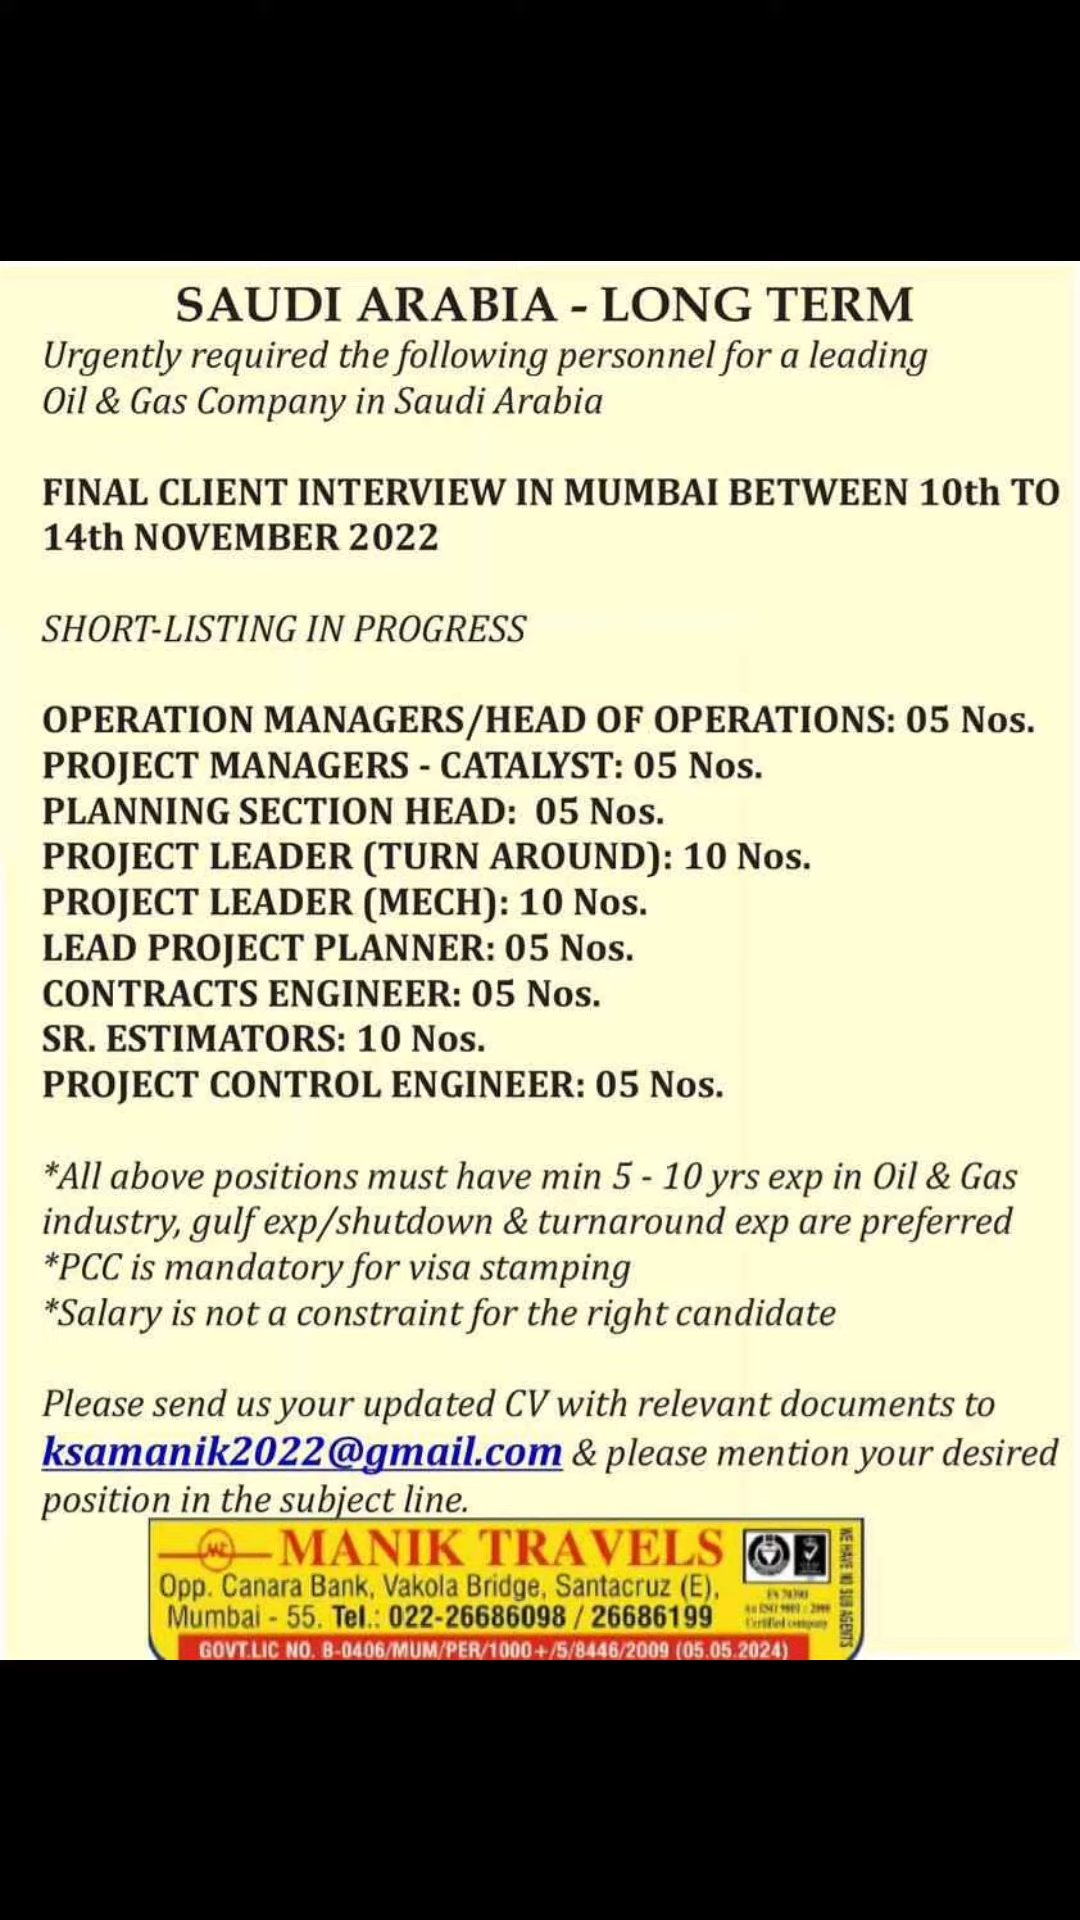 SAUDI ARABIA - LONG TERM
Urgently required the following personnel for a leading
Oil & Gas Company in Saudi Arabia
FINAL CLIENT INTERVIEW IN MUMBAI BETWEEN 10th TO
14th NOVEMBER 2022
SHORT-LISTING IN PROGRESS
OPERATION MANAGERS/HEAD OF OPERATIONS: 05 Nos.
PROJECT MANAGERS - CATALYST: 05 Nos.
PLANNING SECTION HEAD: 05 Nos.
PROJECT LEADER (TURN AROUND): 10 Nos.
PROJECT LEADER (MECH): 10 Nos.
LEAD PROJECT PLANNER: 05 Nos.
CONTRACTS ENGINEER: 05 Nos.
SR. ESTIMATORS: 10 Nos.
PROJECT CONTROL ENGINEER: 05 Nos.
*All above positions must have min 5 - 10 yrs exp in Oil & Gas
industry, gulf exp/shutdown & turnaround exp are preferred
*PCC is mandatory for visa stamping
*Salary is not a constraint for the right candidate
Please send us your updated CV with relevant documents to
ksamanik2022@gmail.com & please mention your desired
position in the subject line.
MANIK TRAVELS
Opp. Canara Bank, Vakola Bridge, Santacruz (E),
Mumbai - 55. Tel.: 022-26686098 / 26686199
An ISO 9001 : 2000
Certified company
WE HAVE NO SUB AGENTS
GOVT.LIC NO. B-0406/MUM/PER/1000+/5/8446/2009 (05.05.2024)